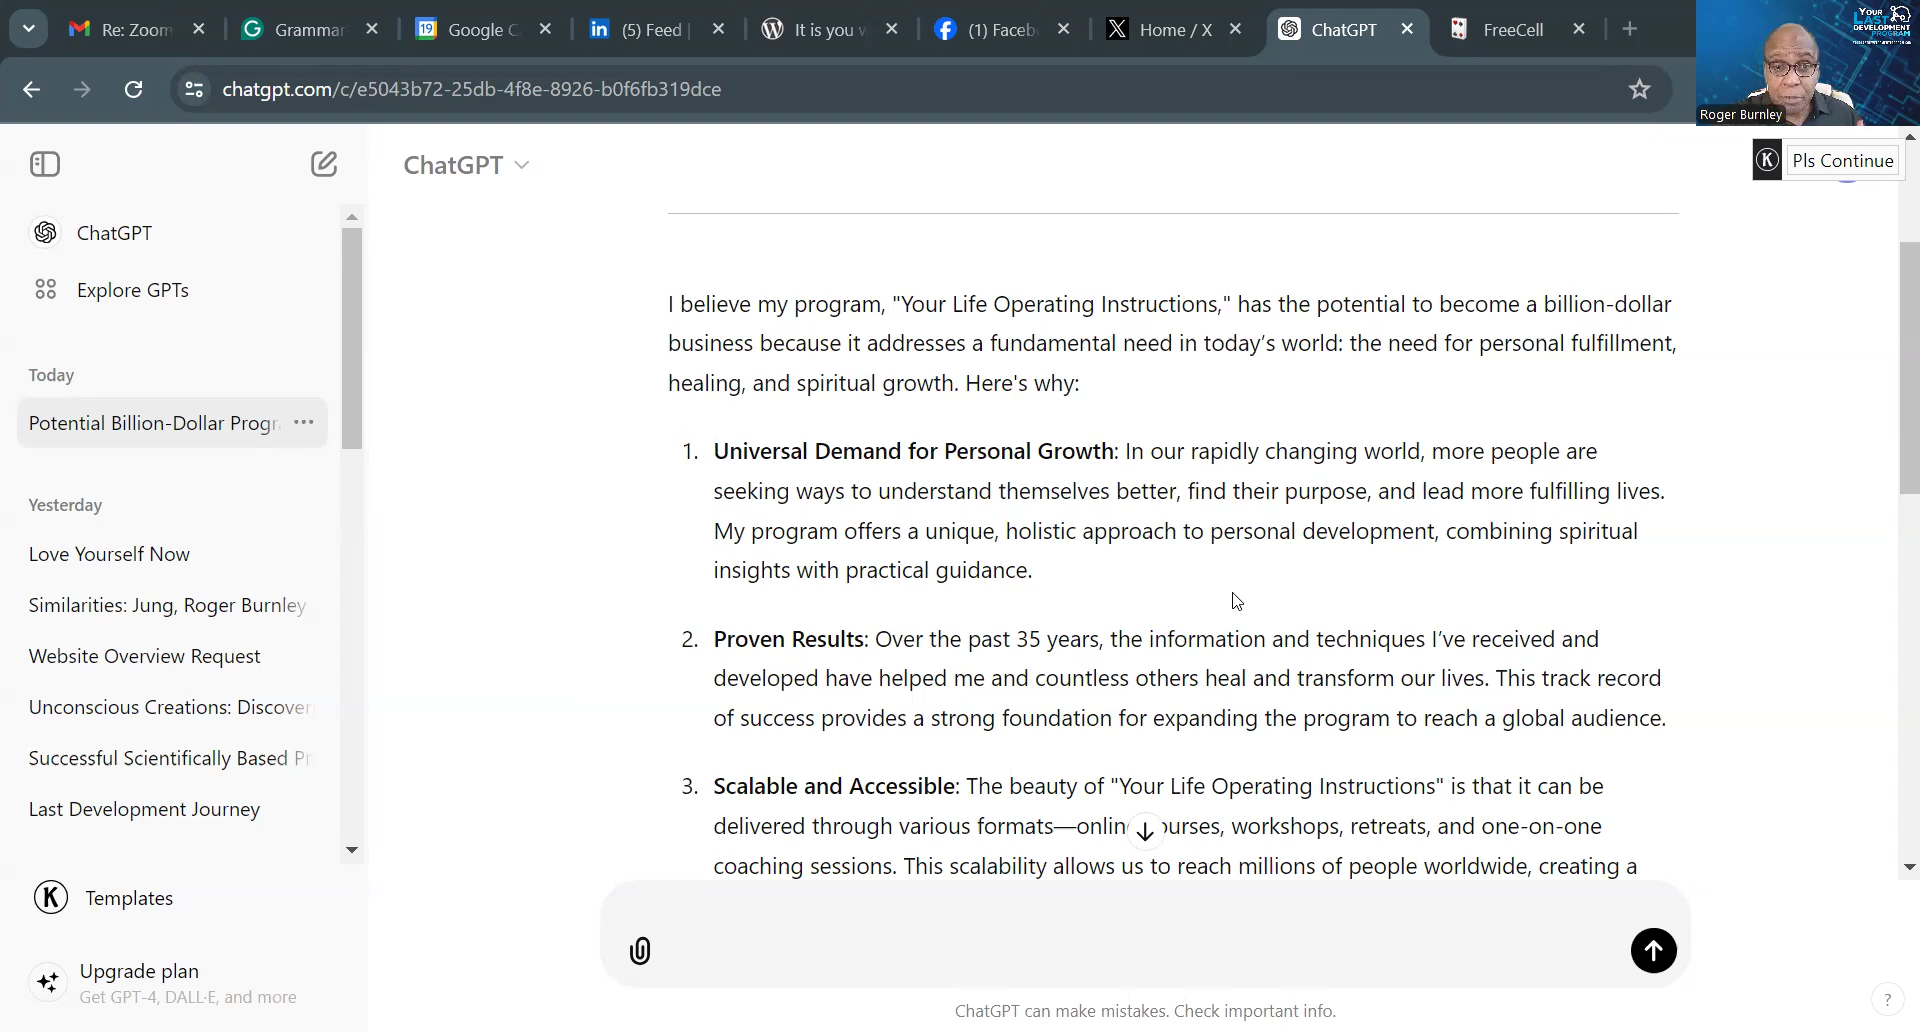 Re: Zoom
Grammar
19
Google C
(5) Feed |
It is you w
(1) Faceb
Home / X
ChatGPT
FreeCell
YOUR
LAST
DEVELOPMENT
PROGRAM
chatgpt.com/c/e5043b72-25db-4f8e-8926-b0f6fb319dce
Roger Burnley
K Pls Continue
ChatGPT
ChatGPT
Explore GPTs
Today
Potential Billion-Dollar Progr
Yesterday
Love Yourself Now
Similarities: Jung, Roger Burnley
Website Overview Request
Unconscious Creations: Discover
Successful Scientifically Based Pr
Last Development Journey
K Templates
Upgrade plan
Get GPT-4, DALL·E, and more
I believe my program, "Your Life Operating Instructions," has the potential to become a billion-dollar
business because it addresses a fundamental need in today's world: the need for personal fulfillment,
healing, and spiritual growth. Here's why:
1. Universal Demand for Personal Growth: In our rapidly changing world, more people are
seeking ways to understand themselves better, find their purpose, and lead more fulfilling lives.
My program offers a unique, holistic approach to personal development, combining spiritual
insights with practical guidance.
2. Proven Results: Over the past 35 years, the information and techniques I've received and
developed have helped me and countless others heal and transform our lives. This track record
of success provides a strong foundation for expanding the program to reach a global audience.
3. Scalable and Accessible: The beauty of "Your Life Operating Instructions" is that it can be
delivered through various formats—onlin urses, workshops, retreats, and one-on-one
coaching sessions. This scalability allows us to reach millions of people worldwide, creating a
ChatGPT can make mistakes. Check important info.
?